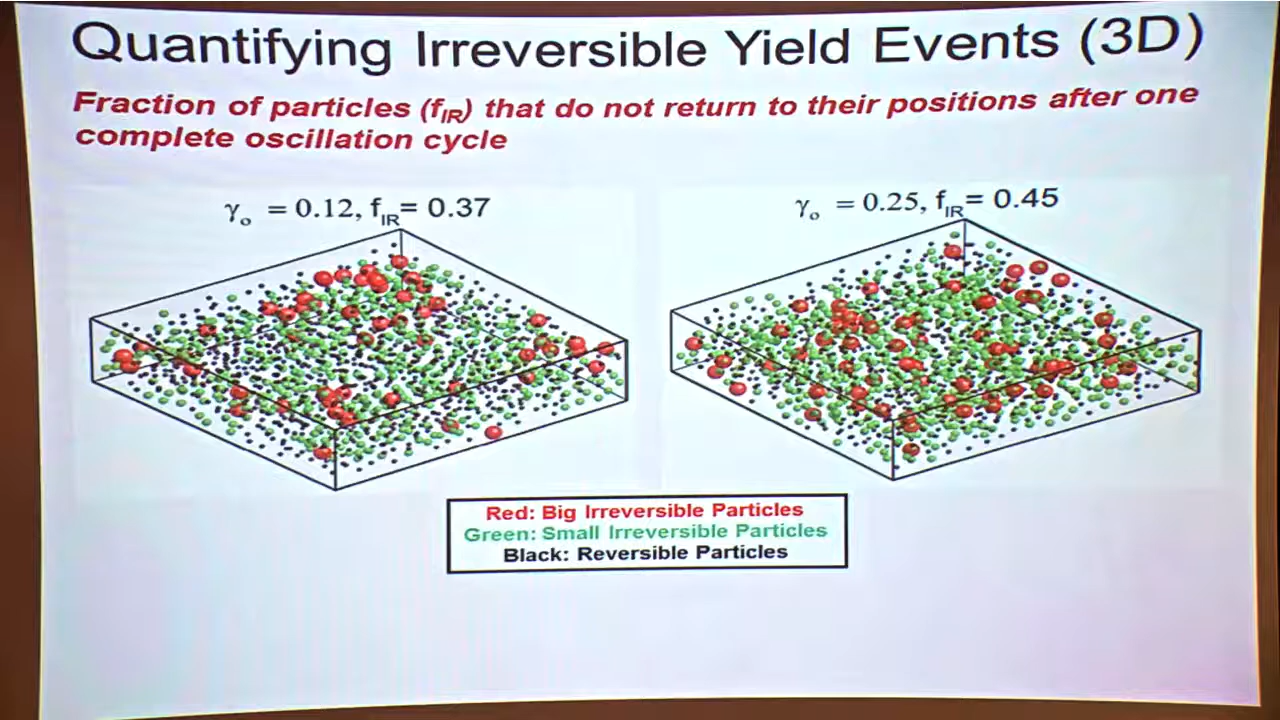 Quantifying Irreversible Yield Events (3D)
Fraction of particles (fIR) that do not return to their positions after one
complete oscillation cycle
γo = 0.12, fIR= 0.37
γo = 0.25, fIR= 0.45
Red: Big Irreversible Particles
Green: Small Irreversible Particles
Black: Reversible Particles